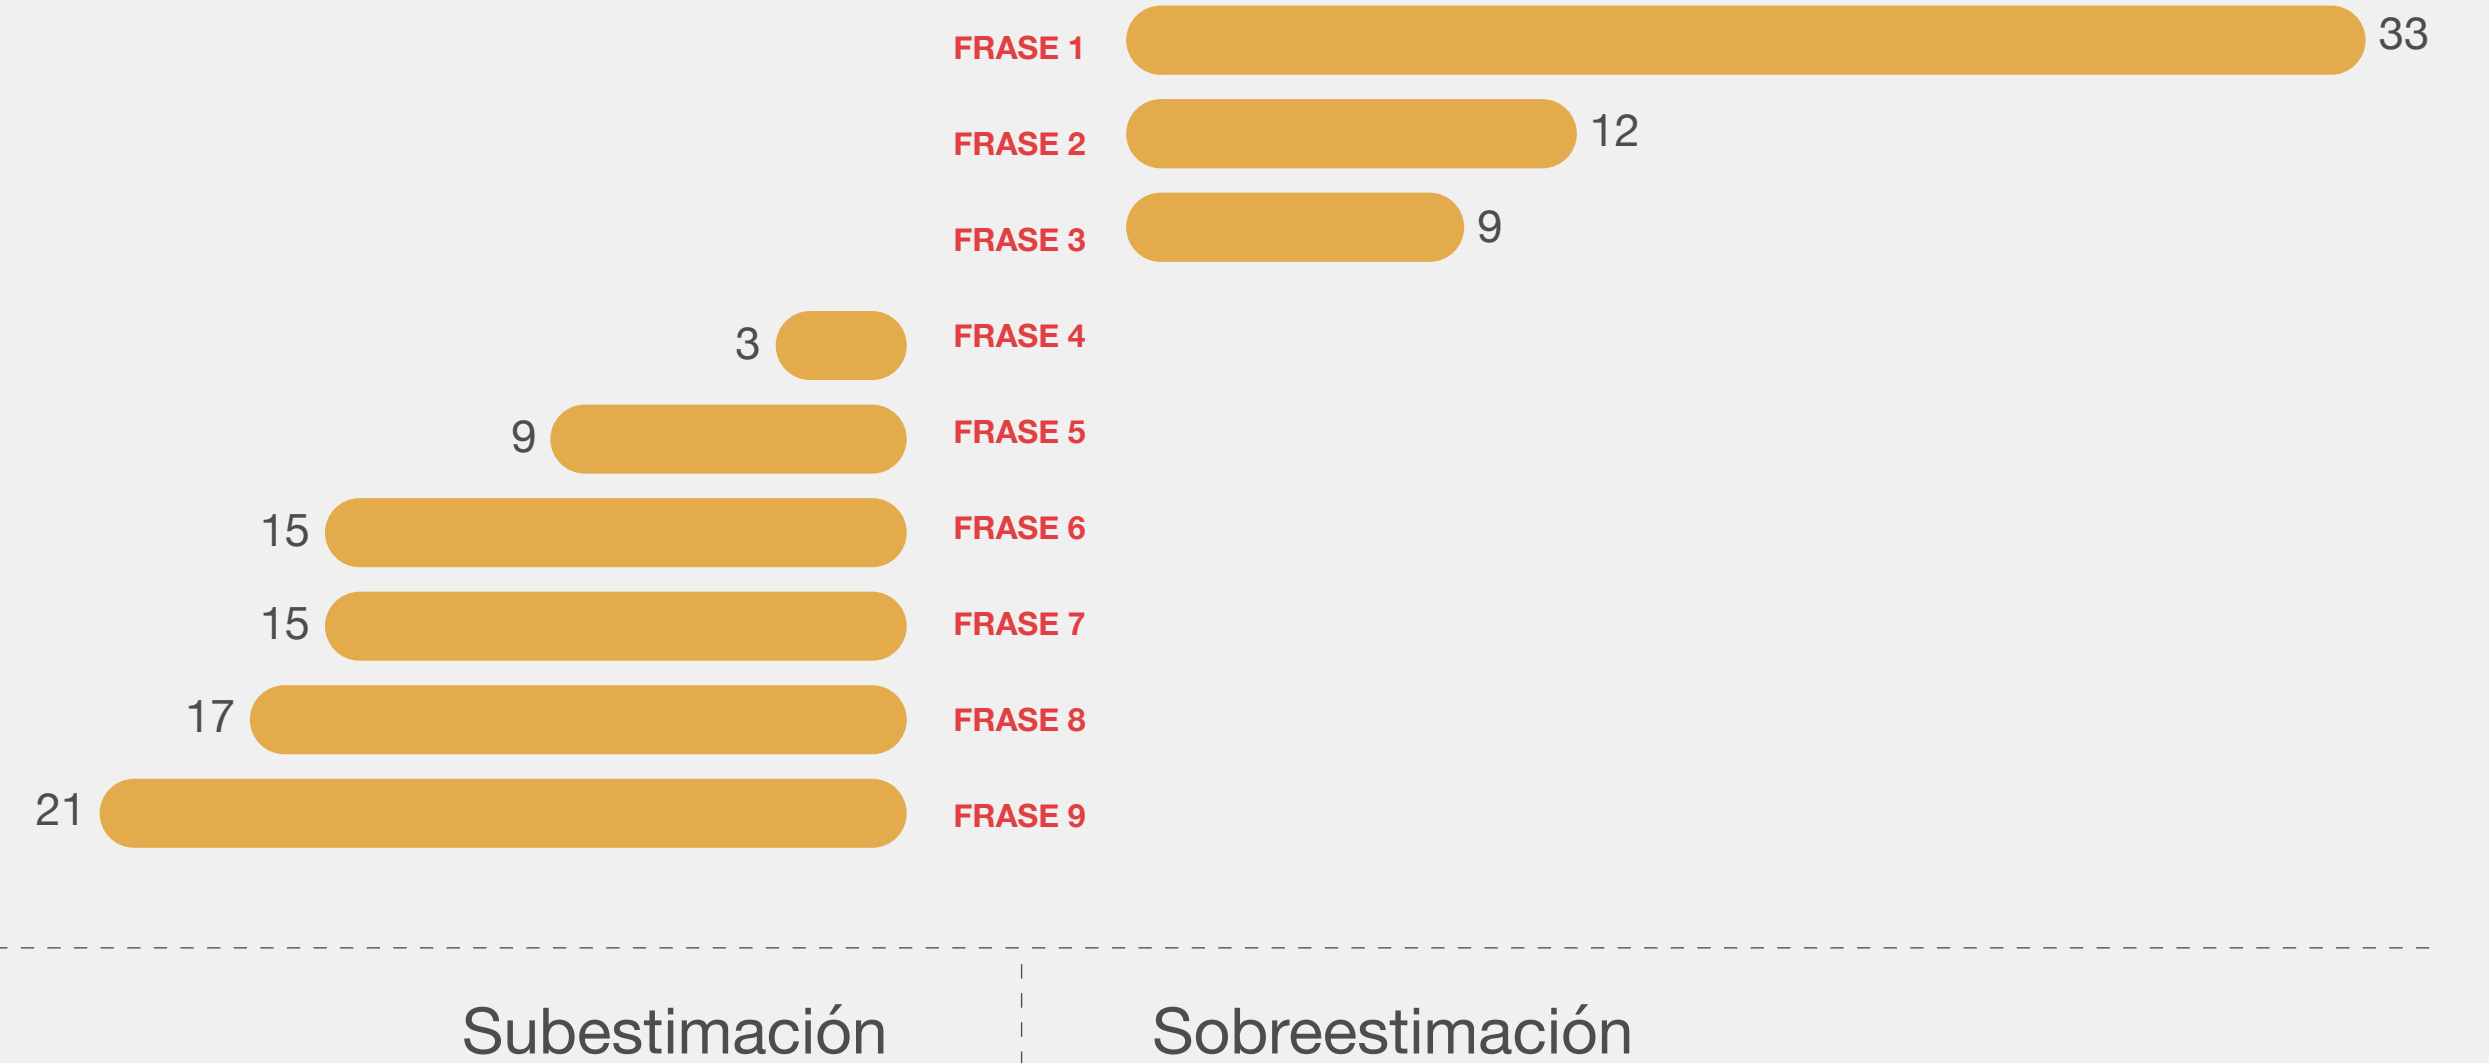 FRASE 1 33
FRASE 2 12
FRASE 3 9
3 FRASE 4
9 FRASE 5
15 FRASE 6
15 FRASE 7
17 FRASE 8
21 FRASE 9
Subestimación Sobreestimación